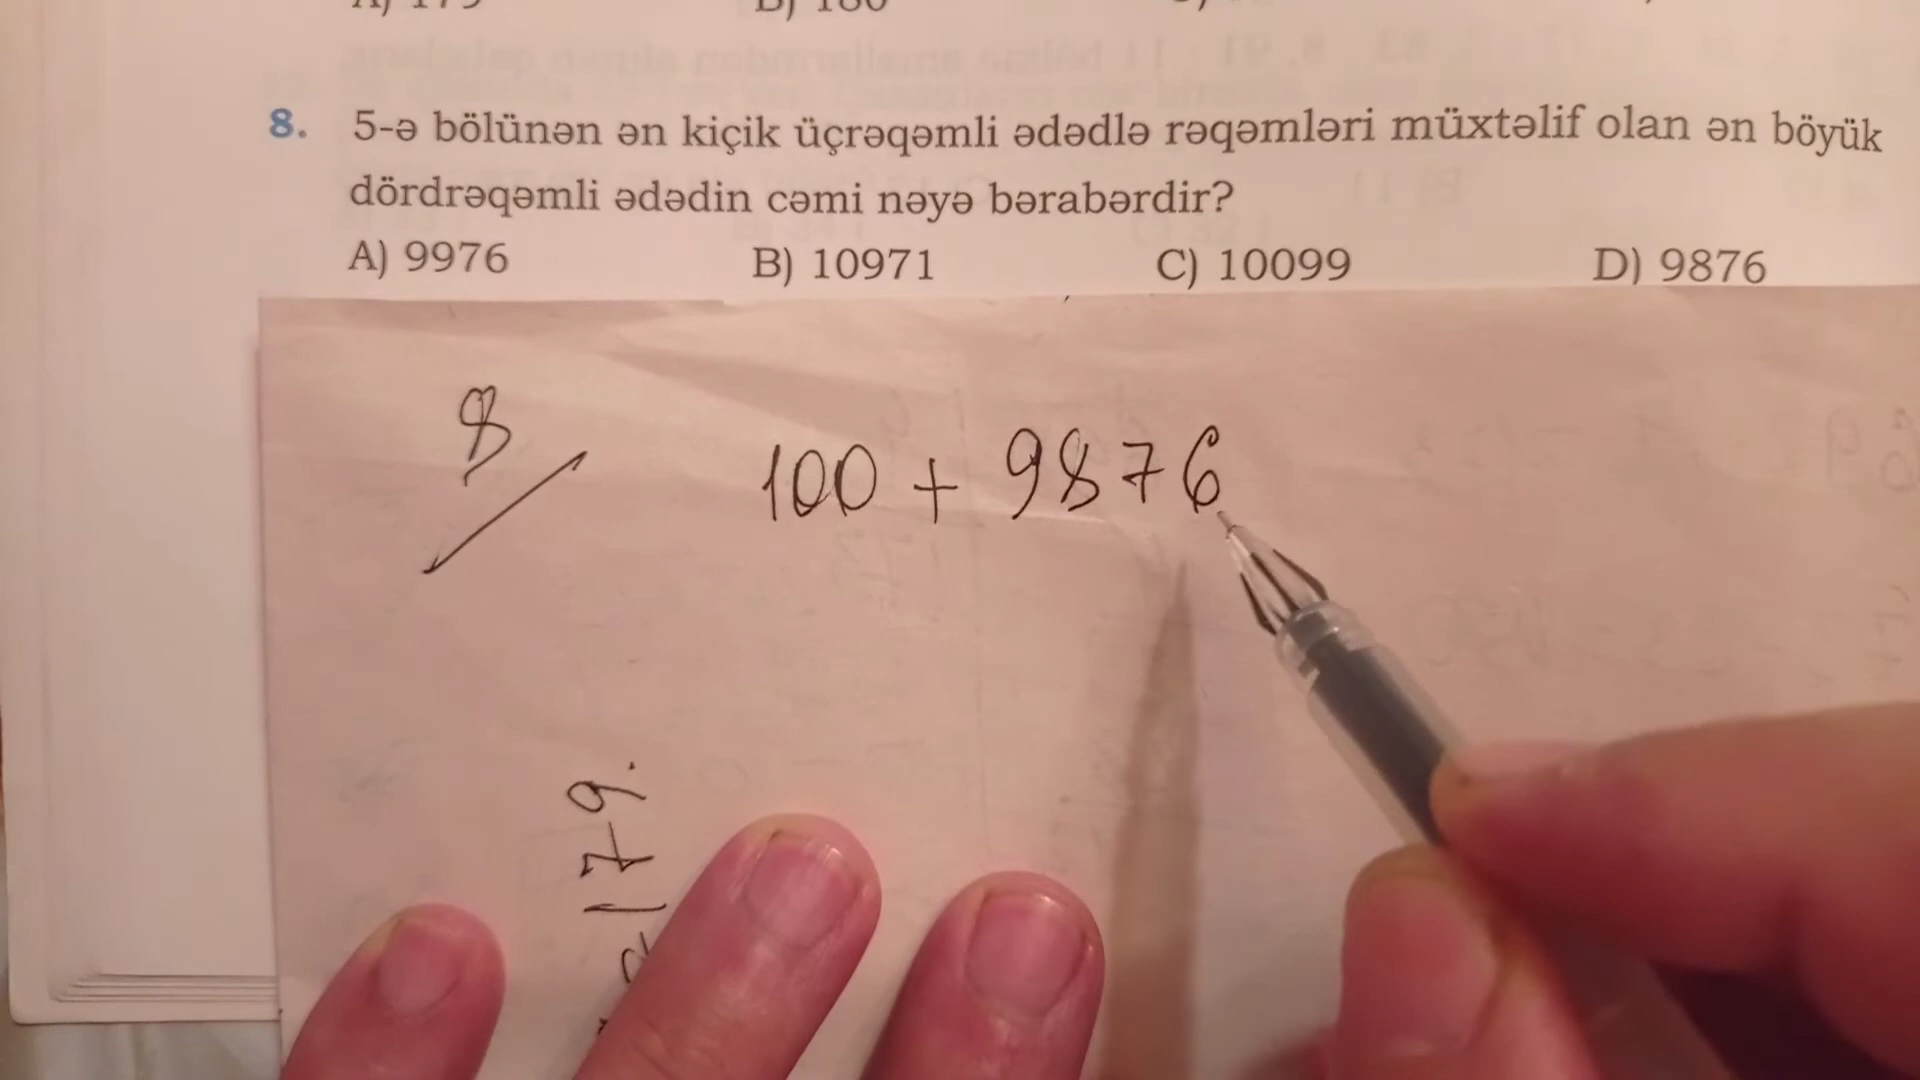 8. 5-ə bölünən ən kiçik üçrəqəmli ədədlə rəqəmləri müxtəlif olan ən böyük
dördrəqəmli ədədin cəmi nəyə bərabərdir?
A) 9976 B) 10971 C) 10099 D) 9876
8
100 + 9876
179.